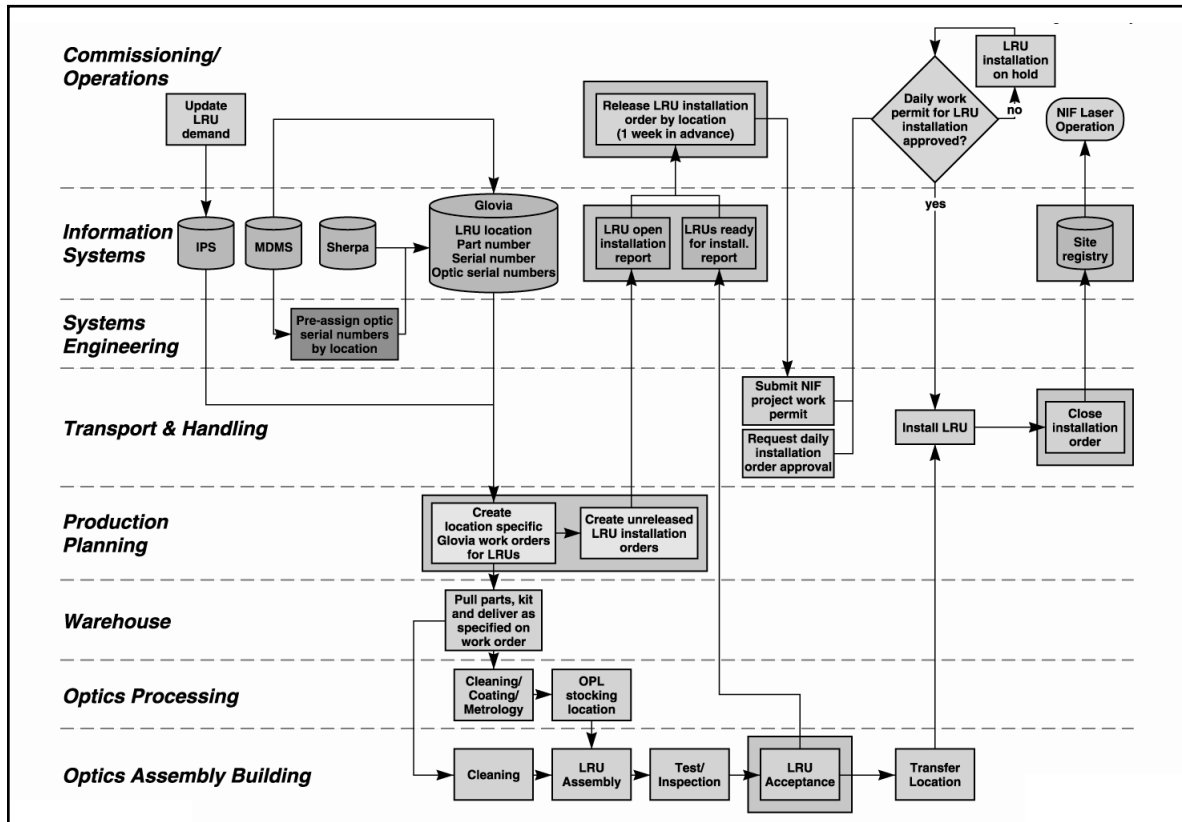 Commissioning/
Operations
Update
LRU
demand
Release LRU installation
order by location
(1 week in advance)
Daily work
permit for LRU
installation
approved?
LRU
installation
on hold
no
NIF Laser
Operation
yes
Information
Systems
IPS
MDMS
Sherpa
Glovia
LRU location
Part number
Serial number
Optic serial numbers
LRU open
installation
report
LRUs ready
for install.
report
Site
registry
Systems
Engineering
Pre-assign optic
serial numbers
by location
Transport & Handling
Submit NIF
project work
permit
Request daily
installation
order approval
Install LRU
Close
installation
order
Production
Planning
Create
location specific
Glovia work orders
for LRUs
Create unreleased
LRU installation
orders
Warehouse
Pull parts, kit
and deliver as
specified on
work order
Optics Processing
Cleaning/
Coating/
Metrology
OPL
stocking
location
Optics Assembly Building
Cleaning
LRU
Assembly
Test/
Inspection
LRU
Acceptance
Transfer
Location